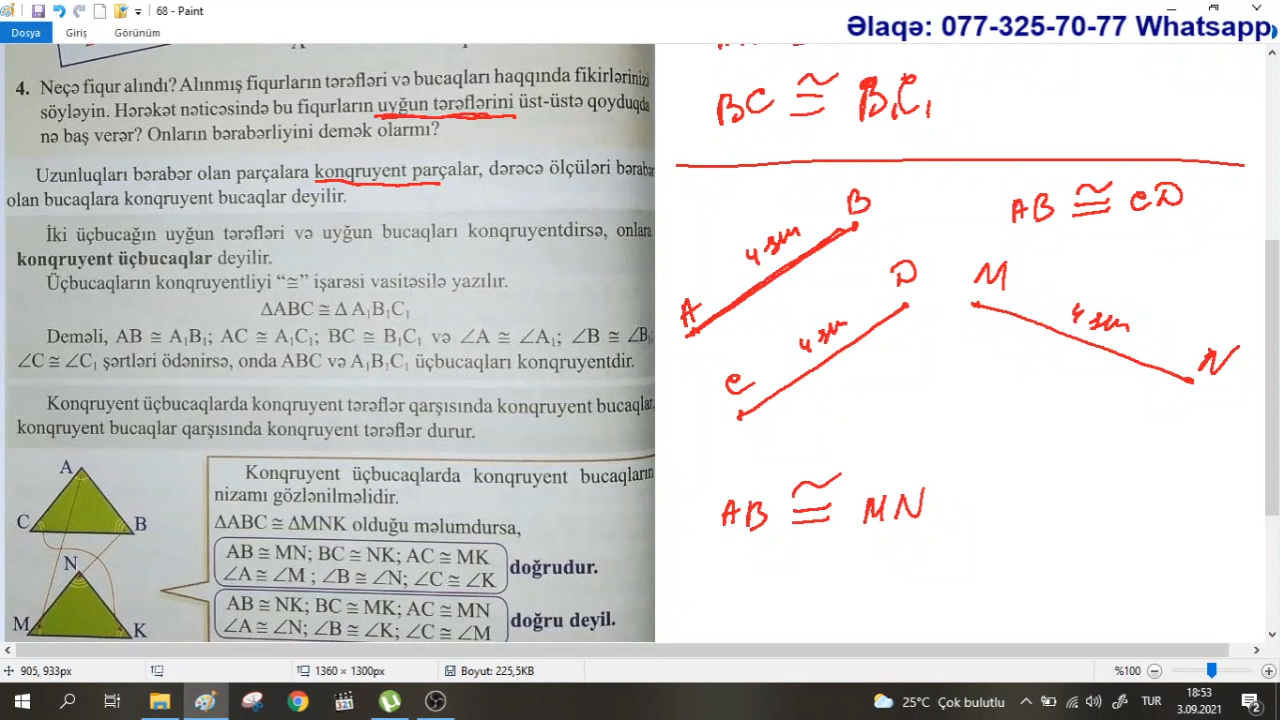 68 - Paint
Əlaqə: 077-325-70-77 Whatsapp
Dosya Giriş Görünüm
4. Neçə fiqur alındı? Alınmış fiqurların tərəfləri və bucaqları haqqında fikirlərinizi
söyləyin. Hərəkət nəticəsində bu fiqurların uyğun tərəflərini üst-üstə qoyduqda
nə baş verər? Onların bərabərliyini demək olarmı?
Uzunluqları bərabər olan parçalara konqruyent parçalar, dərəcə ölçüləri bərabər
olan bucaqlara konqruyent bucaqlar deyilir.
İki üçbucağın uyğun tərəfləri və uyğun bucaqları konqruyentdirsə, onlara
konqruyent üçbucaqlar deyilir.
Üçbucaqların konqruyentliyi “≅” işarəsi vasitəsilə yazılır.
ΔABC ≅ Δ A₁B₁C₁
Deməli, AB ≅ A₁B₁; AC ≅ A₁C₁; BC ≅ B₁C₁ və ∠A ≅ ∠A₁; ∠B ≅ ∠B₁;
∠C ≅ ∠C₁ şərtləri ödənirsə, onda ABC və A₁B₁C₁ üçbucaqları konqruyentdir.
Konqruyent üçbucaqlarda konqruyent tərəflər qarşısında konqruyent bucaqlar,
konqruyent bucaqlar qarşısında konqruyent tərəflər durur.
A
C
B
N
M
K
Konqruyent üçbucaqlarda konqruyent bucaqların
nizamı gözlənilməlidir.
ΔABC ≅ ΔMNK olduğu məlumdursa,
AB ≅ MN; BC ≅ NK; AC ≅ MK
∠A ≅ ∠M ; ∠B ≅ ∠N; ∠C ≅ ∠K
doğrudur.
AB ≅ NK; BC ≅ MK; AC ≅ MN
∠A ≅ ∠N; ∠B ≅ ∠K; ∠C ≅ ∠M
doğru deyil.
BC ≅ B₁C₁
AB ≅ CD
B
4 sm
A
D
4 sm
C
M
4 sm
N
AB ≅ MN
905, 933px
1360 × 1300px
Boyut: 225,5KB
%100
25°C Çok bulutlu
TUR
18:53
3.09.2021
2